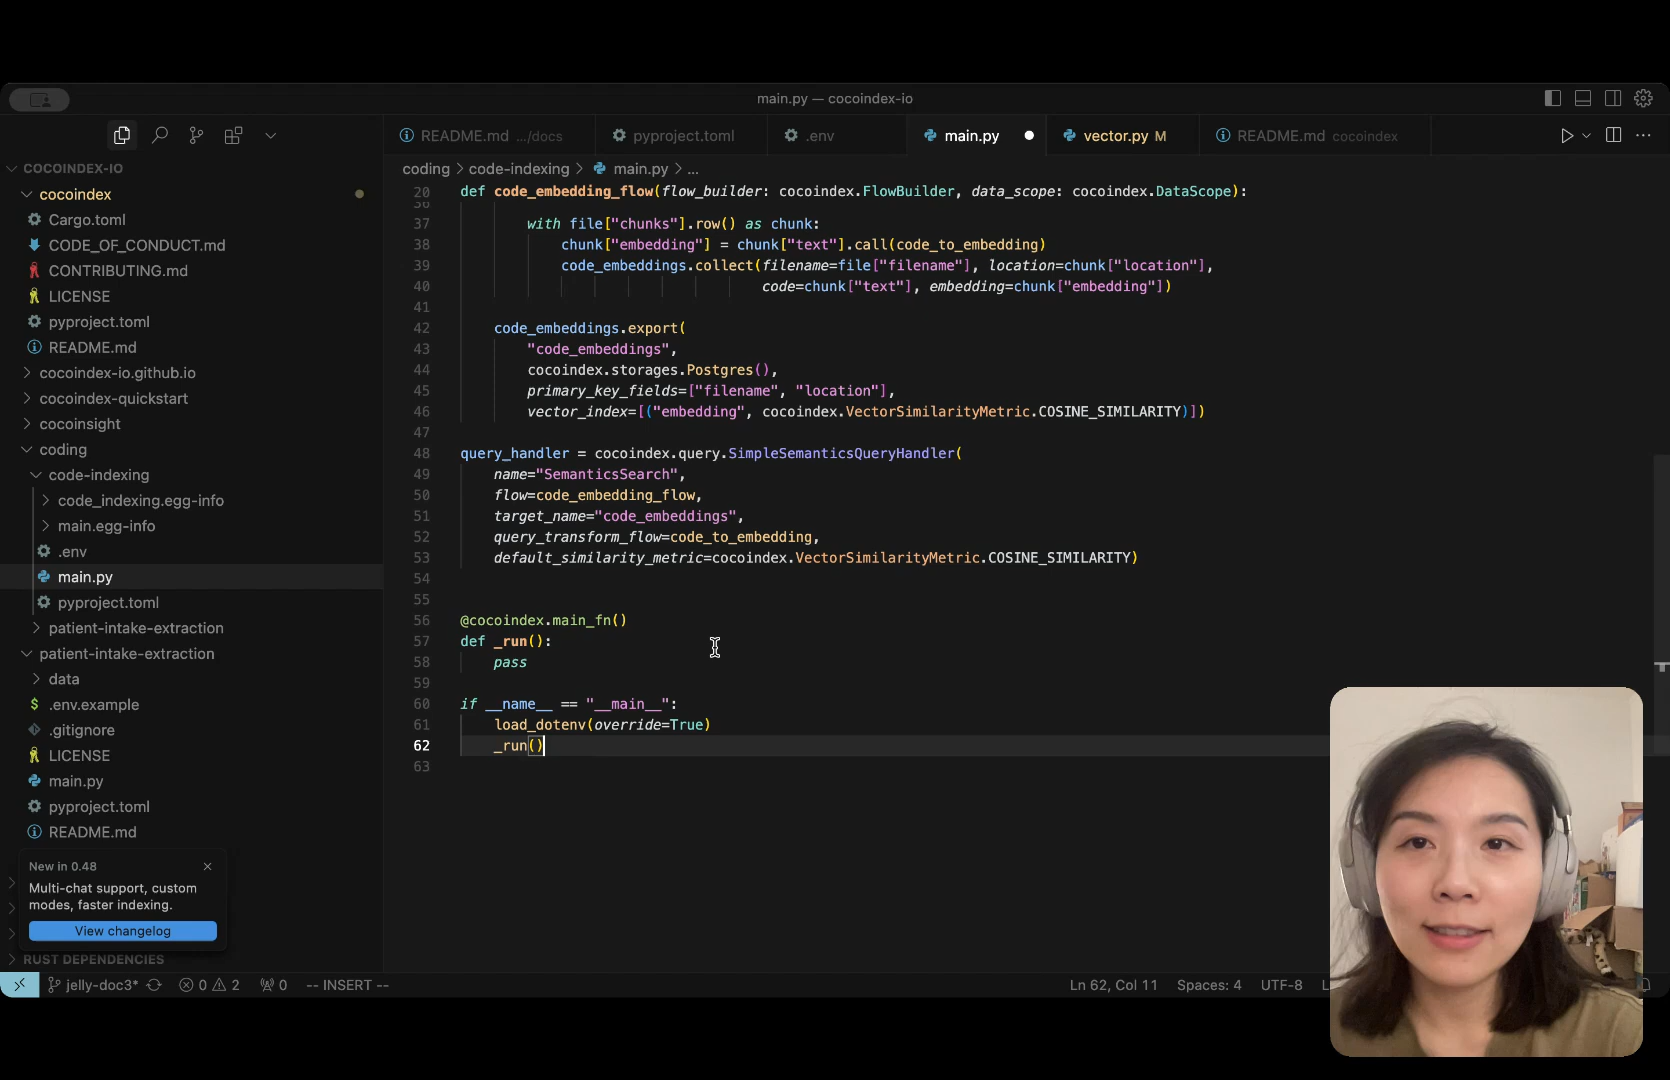 main.py — cocoindex-io
README.md .../docs
pyproject.toml
.env
main.py
vector.py M
README.md cocoindex
COCOINDEX-IO
cocoindex
Cargo.toml
CODE_OF_CONDUCT.md
CONTRIBUTING.md
LICENSE
pyproject.toml
README.md
cocoindex-io.github.io
cocoindex-quickstart
cocoinsight
coding
code-indexing
code_indexing.egg-info
main.egg-info
.env
main.py
pyproject.toml
patient-intake-extraction
patient-intake-extraction
data
.env.example
.gitignore
LICENSE
main.py
pyproject.toml
README.md
New in 0.48
Multi-chat support, custom
modes, faster indexing.
View changelog
RUST DEPENDENCIES
coding > code-indexing > main.py > ...
20 def code_embedding_flow(flow_builder: cocoindex.FlowBuilder, data_scope: cocoindex.DataScope):
36
37 with file["chunks"].row() as chunk:
38 chunk["embedding"] = chunk["text"].call(code_to_embedding)
39 code_embeddings.collect(filename=file["filename"], location=chunk["location"],
40 code=chunk["text"], embedding=chunk["embedding"])
41
42 code_embeddings.export(
43 "code_embeddings",
44 cocoindex.storages.Postgres(),
45 primary_key_fields=["filename", "location"],
46 vector_index=[("embedding", cocoindex.VectorSimilarityMetric.COSINE_SIMILARITY)])
47
48 query_handler = cocoindex.query.SimpleSemanticsQueryHandler(
49 name="SemanticsSearch",
50 flow=code_embedding_flow,
51 target_name="code_embeddings",
52 query_transform_flow=code_to_embedding,
53 default_similarity_metric=cocoindex.VectorSimilarityMetric.COSINE_SIMILARITY)
54
55
56 @cocoindex.main_fn()
57 def _run():
58 pass
59
60 if __name__ == "__main__":
61 load_dotenv(override=True)
62 _run()
63
jelly-doc3* 0 2 0 -- INSERT -- Ln 62, Col 11 Spaces: 4 UTF-8 L